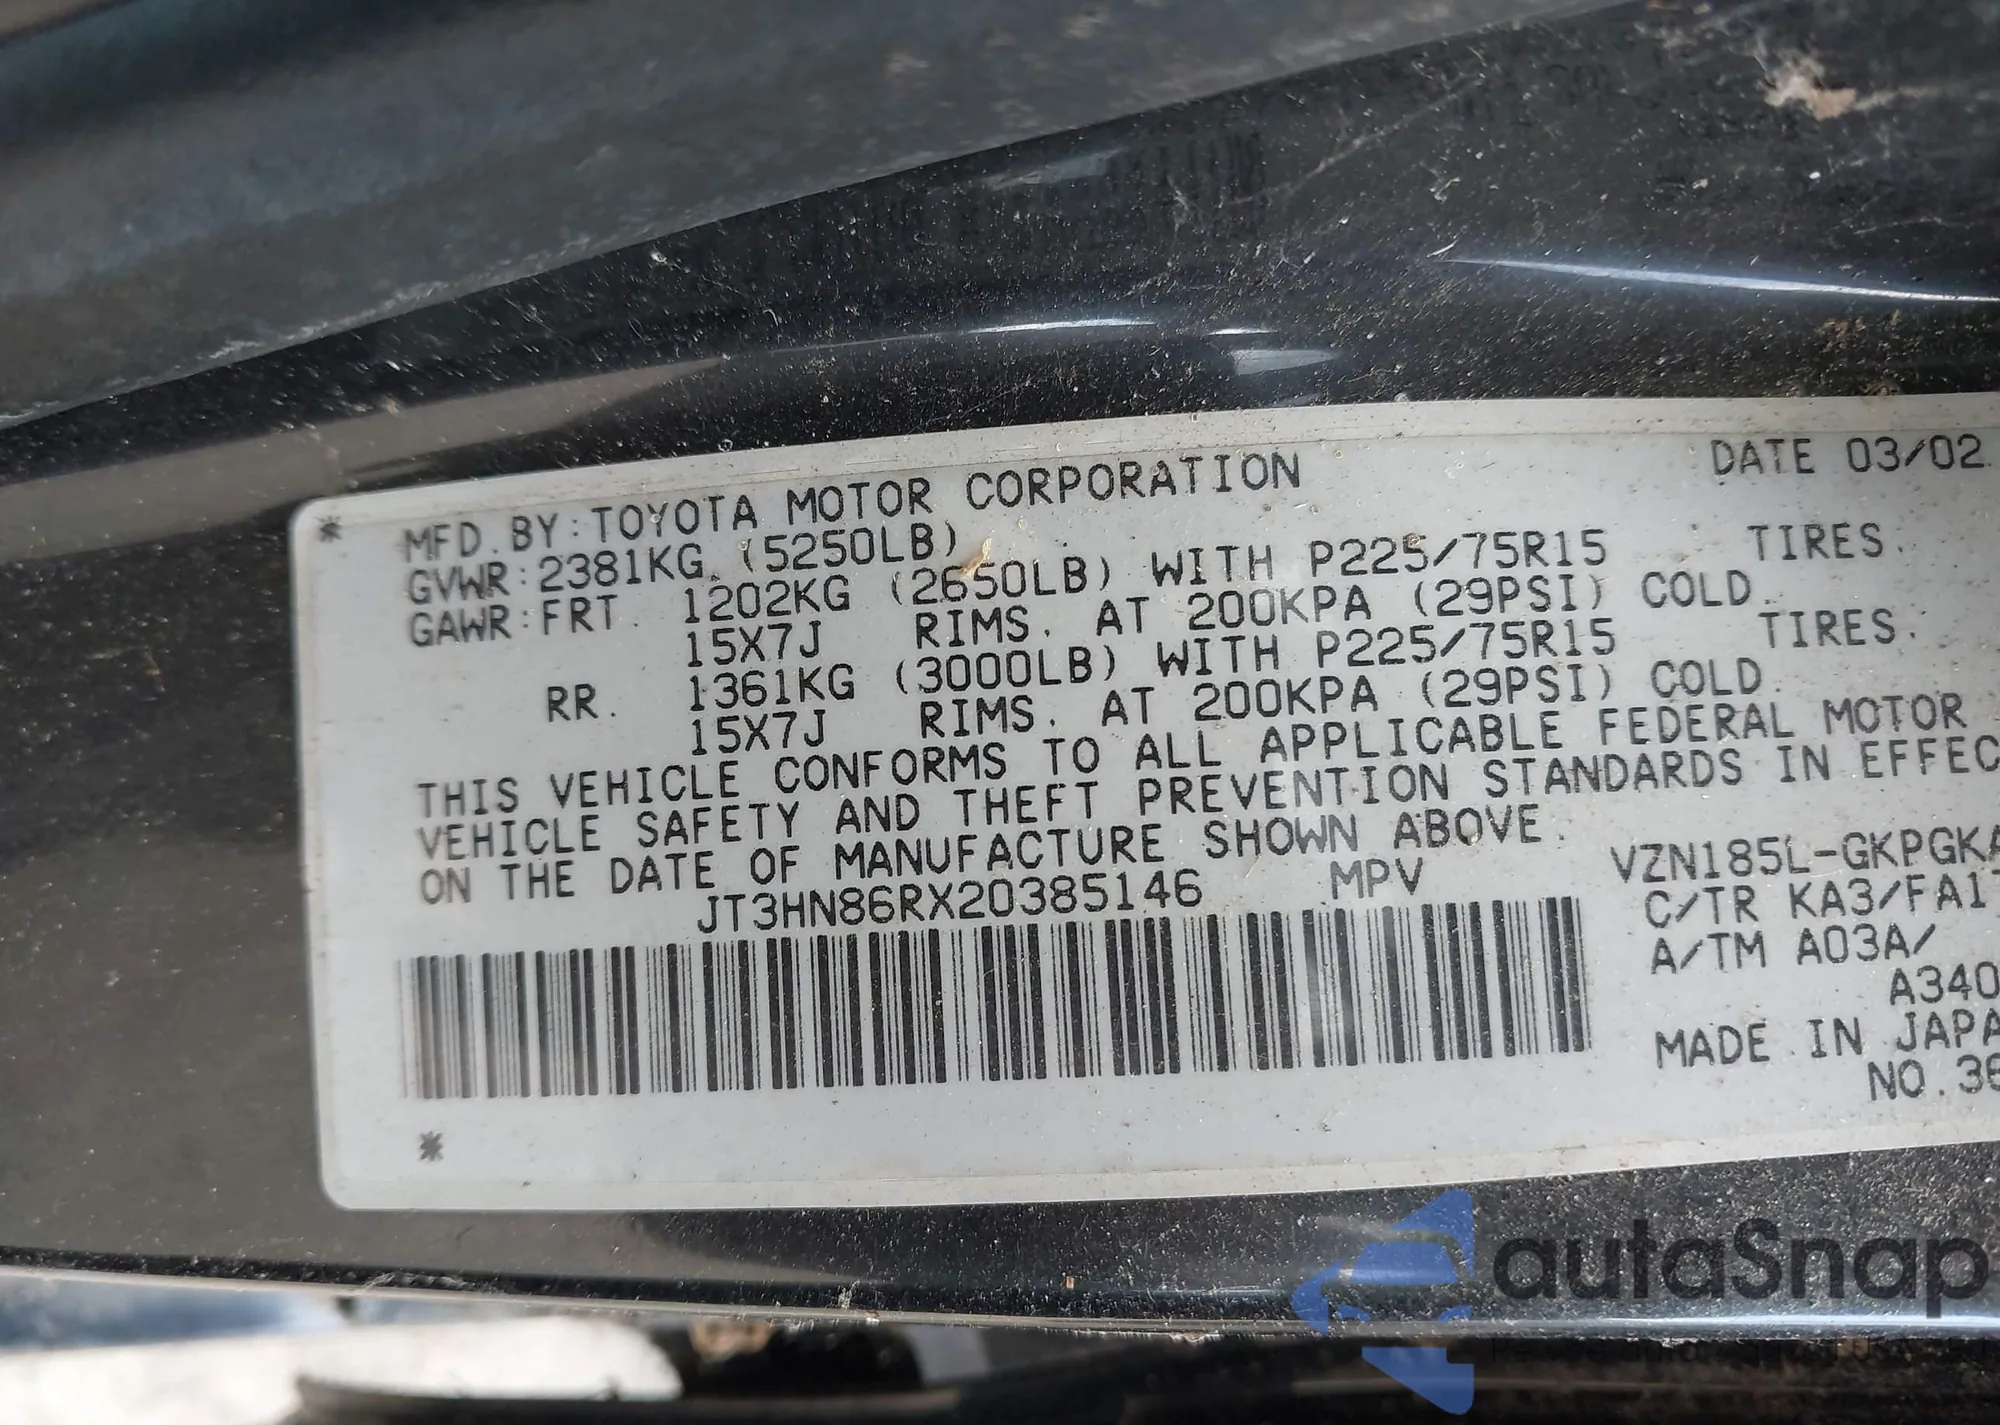 DATE 03/02
* MFD. BY: TOYOTA MOTOR CORPORATION
GVWR: 2381KG. (5250LB)
GAWR: FRT. 1202KG (2650LB) WITH P225/75R15 TIRES.
15X7J RIMS. AT 200KPA (29PSI) COLD.
RR. 1361KG (3000LB) WITH P225/75R15 TIRES.
15X7J RIMS. AT 200KPA (29PSI) COLD.
THIS VEHICLE CONFORMS TO ALL APPLICABLE FEDERAL MOTOR
VEHICLE SAFETY AND THEFT PREVENTION STANDARDS IN EFFEC
ON THE DATE OF MANUFACTURE SHOWN ABOVE.
JT3HN86RX20385146 MPV
VZN185L-GKPGKA
C/TR KA3/FA17
A/TM A03A/
A340
MADE IN JAPA
NO.36
*
autaSnap